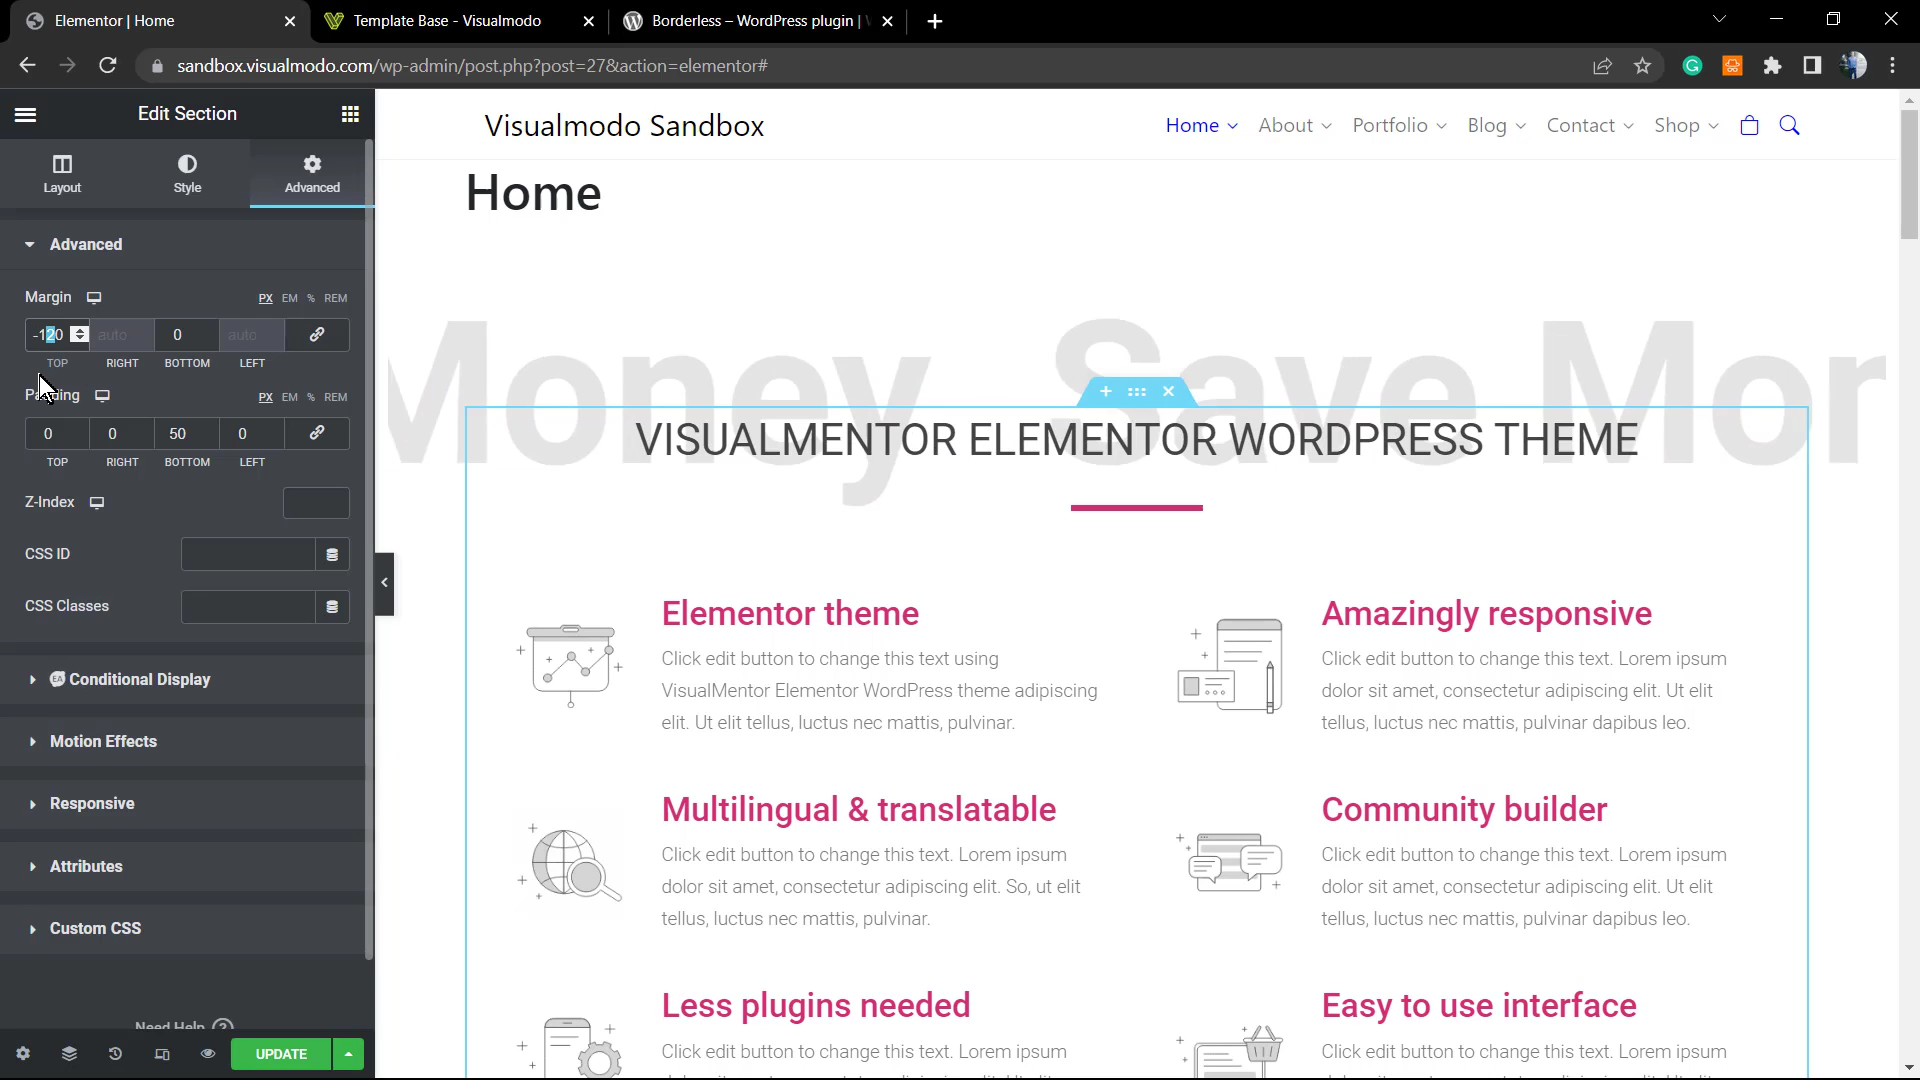 Elementor | Home
Template Base - Visualmodo
Borderless – WordPress plugin |
sandbox.visualmodo.com/wp-admin/post.php?post=27&action=elementor#
Edit Section
Layout
Style
Advanced
Advanced
Margin
PX EM % REM
-120 auto 0 auto
TOP RIGHT BOTTOM LEFT
Padding
PX EM % REM
0 0 50 0
TOP RIGHT BOTTOM LEFT
Z-Index
CSS ID
CSS Classes
EA Conditional Display
Motion Effects
Responsive
Attributes
Custom CSS
Need Help ?
UPDATE
Visualmodo Sandbox
Home About Portfolio Blog Contact Shop
Home
Money Save Mon
VISUALMENTOR ELEMENTOR WORDPRESS THEME
Elementor theme
Click edit button to change this text using
VisualMentor Elementor WordPress theme adipiscing
elit. Ut elit tellus, luctus nec mattis, pulvinar.
Amazingly responsive
Click edit button to change this text. Lorem ipsum
dolor sit amet, consectetur adipiscing elit. Ut elit
tellus, luctus nec mattis, pulvinar dapibus leo.
Multilingual & translatable
Click edit button to change this text. Lorem ipsum
dolor sit amet, consectetur adipiscing elit. So, ut elit
tellus, luctus nec mattis, pulvinar.
Community builder
Click edit button to change this text. Lorem ipsum
dolor sit amet, consectetur adipiscing elit. Ut elit
tellus, luctus nec mattis, pulvinar dapibus leo.
Less plugins needed
Click edit button to change this text. Lorem ipsum
Easy to use interface
Click edit button to change this text. Lorem ipsum